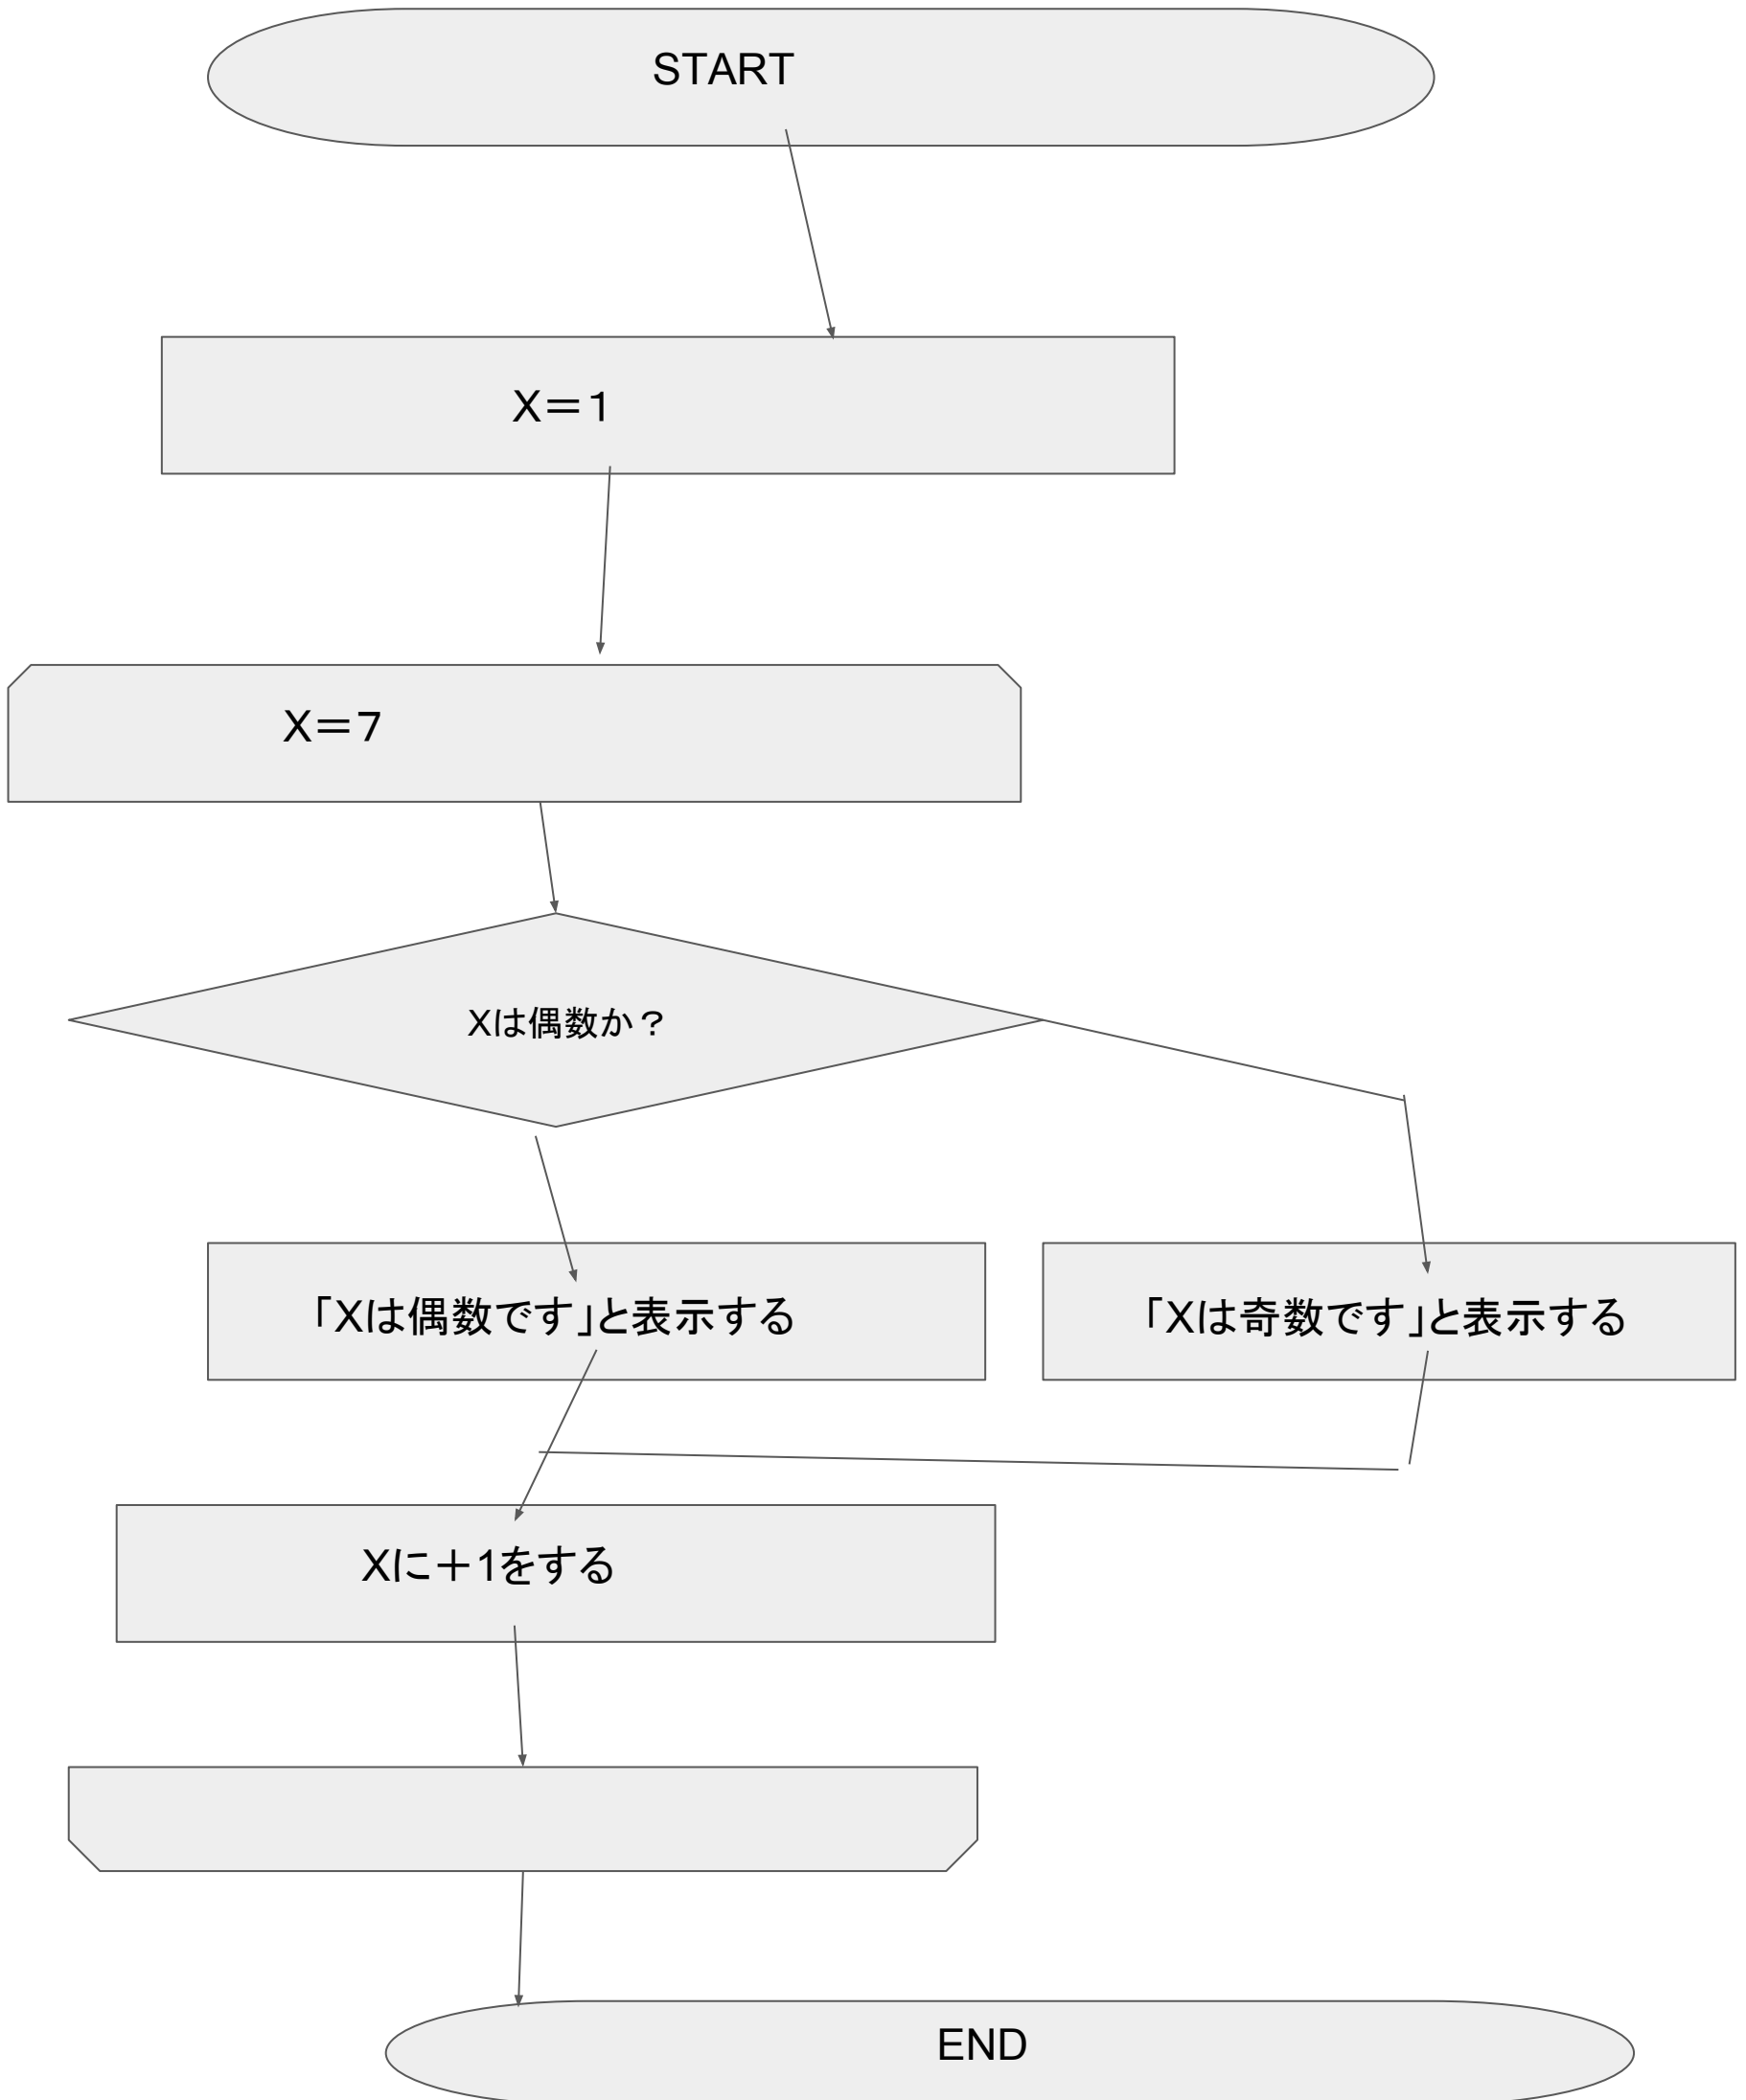 START
X＝1
X＝7
Xは偶数か？
「Xは偶数です」と表示する
「Xは奇数です」と表示する
Xに＋1をする
END